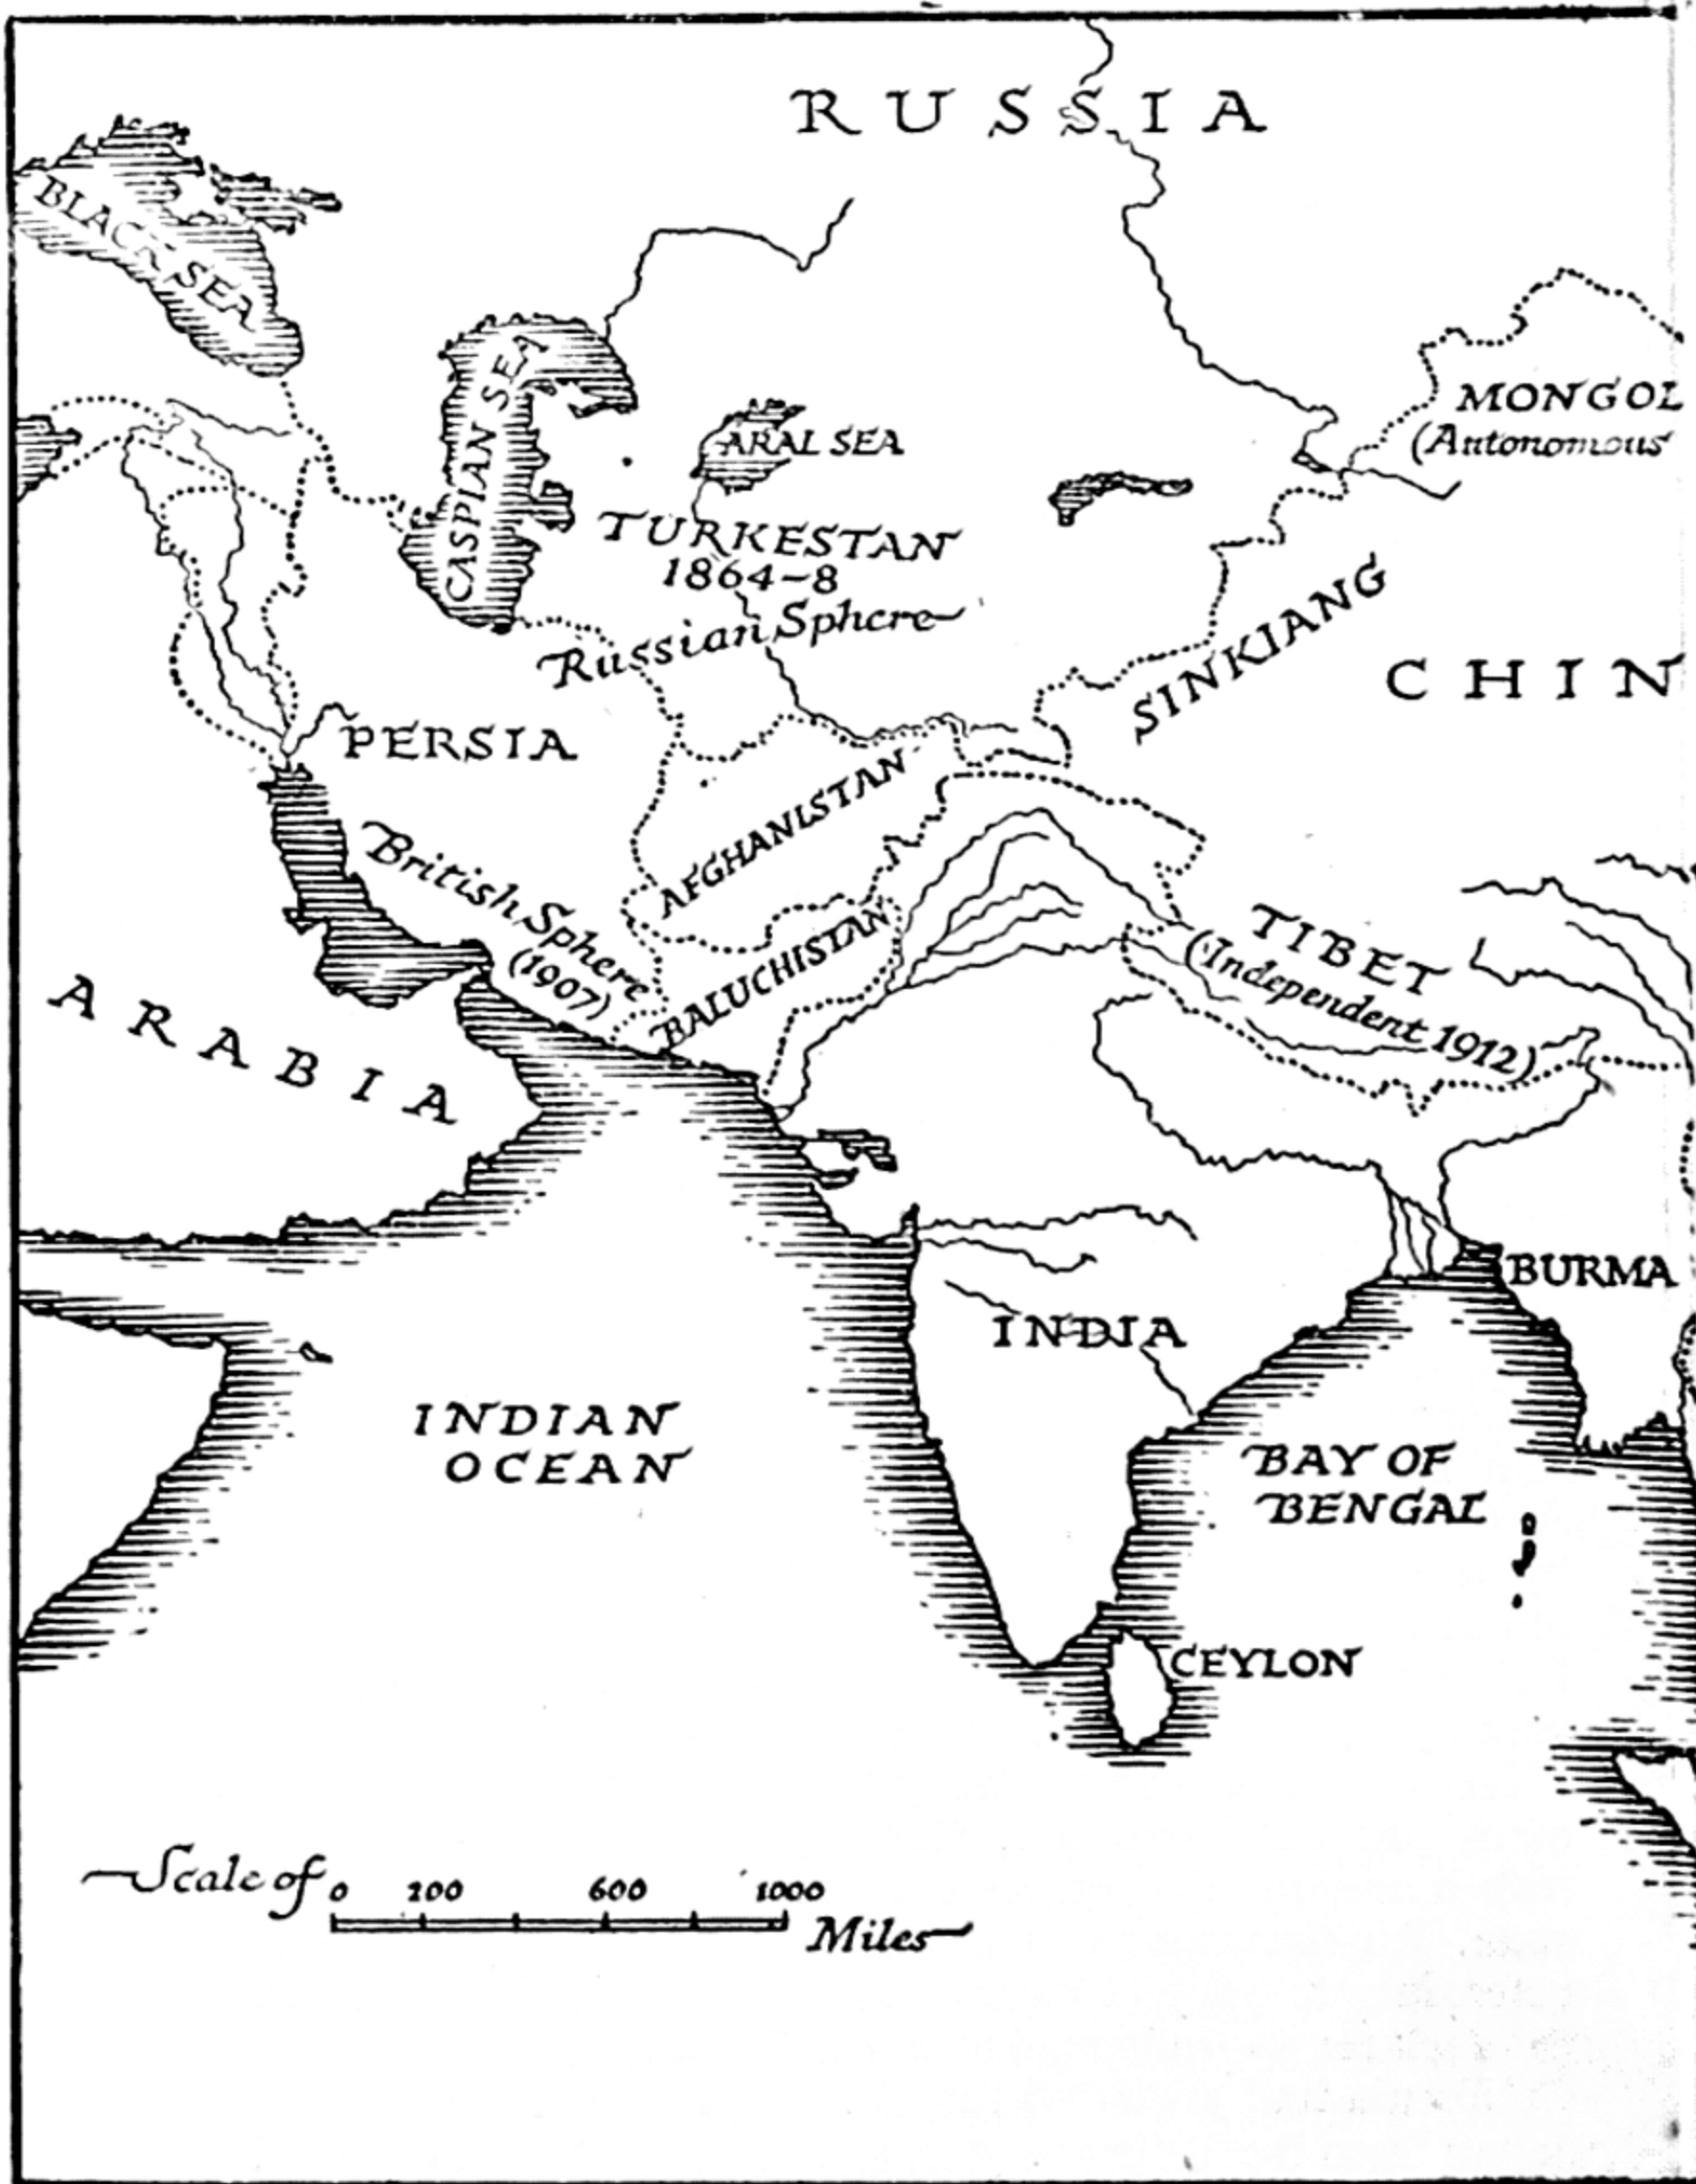 RUSSIA
BLACK SEA
CASPIAN SEA
ARAL SEA
MONGOL
(Autonomous
TURKESTAN
1864-8
Russian Sphere
SINKIANG
CHIN
PERSIA
AFGHANISTAN
British Sphere
(1907)
BALUCHISTAN
TIBET
(Independent 1912)
ARABIA
BURMA
INDIA
INDIAN
OCEAN
BAY OF
BENGAL
CEYLON
Scale of 0 200 600 1000
Miles